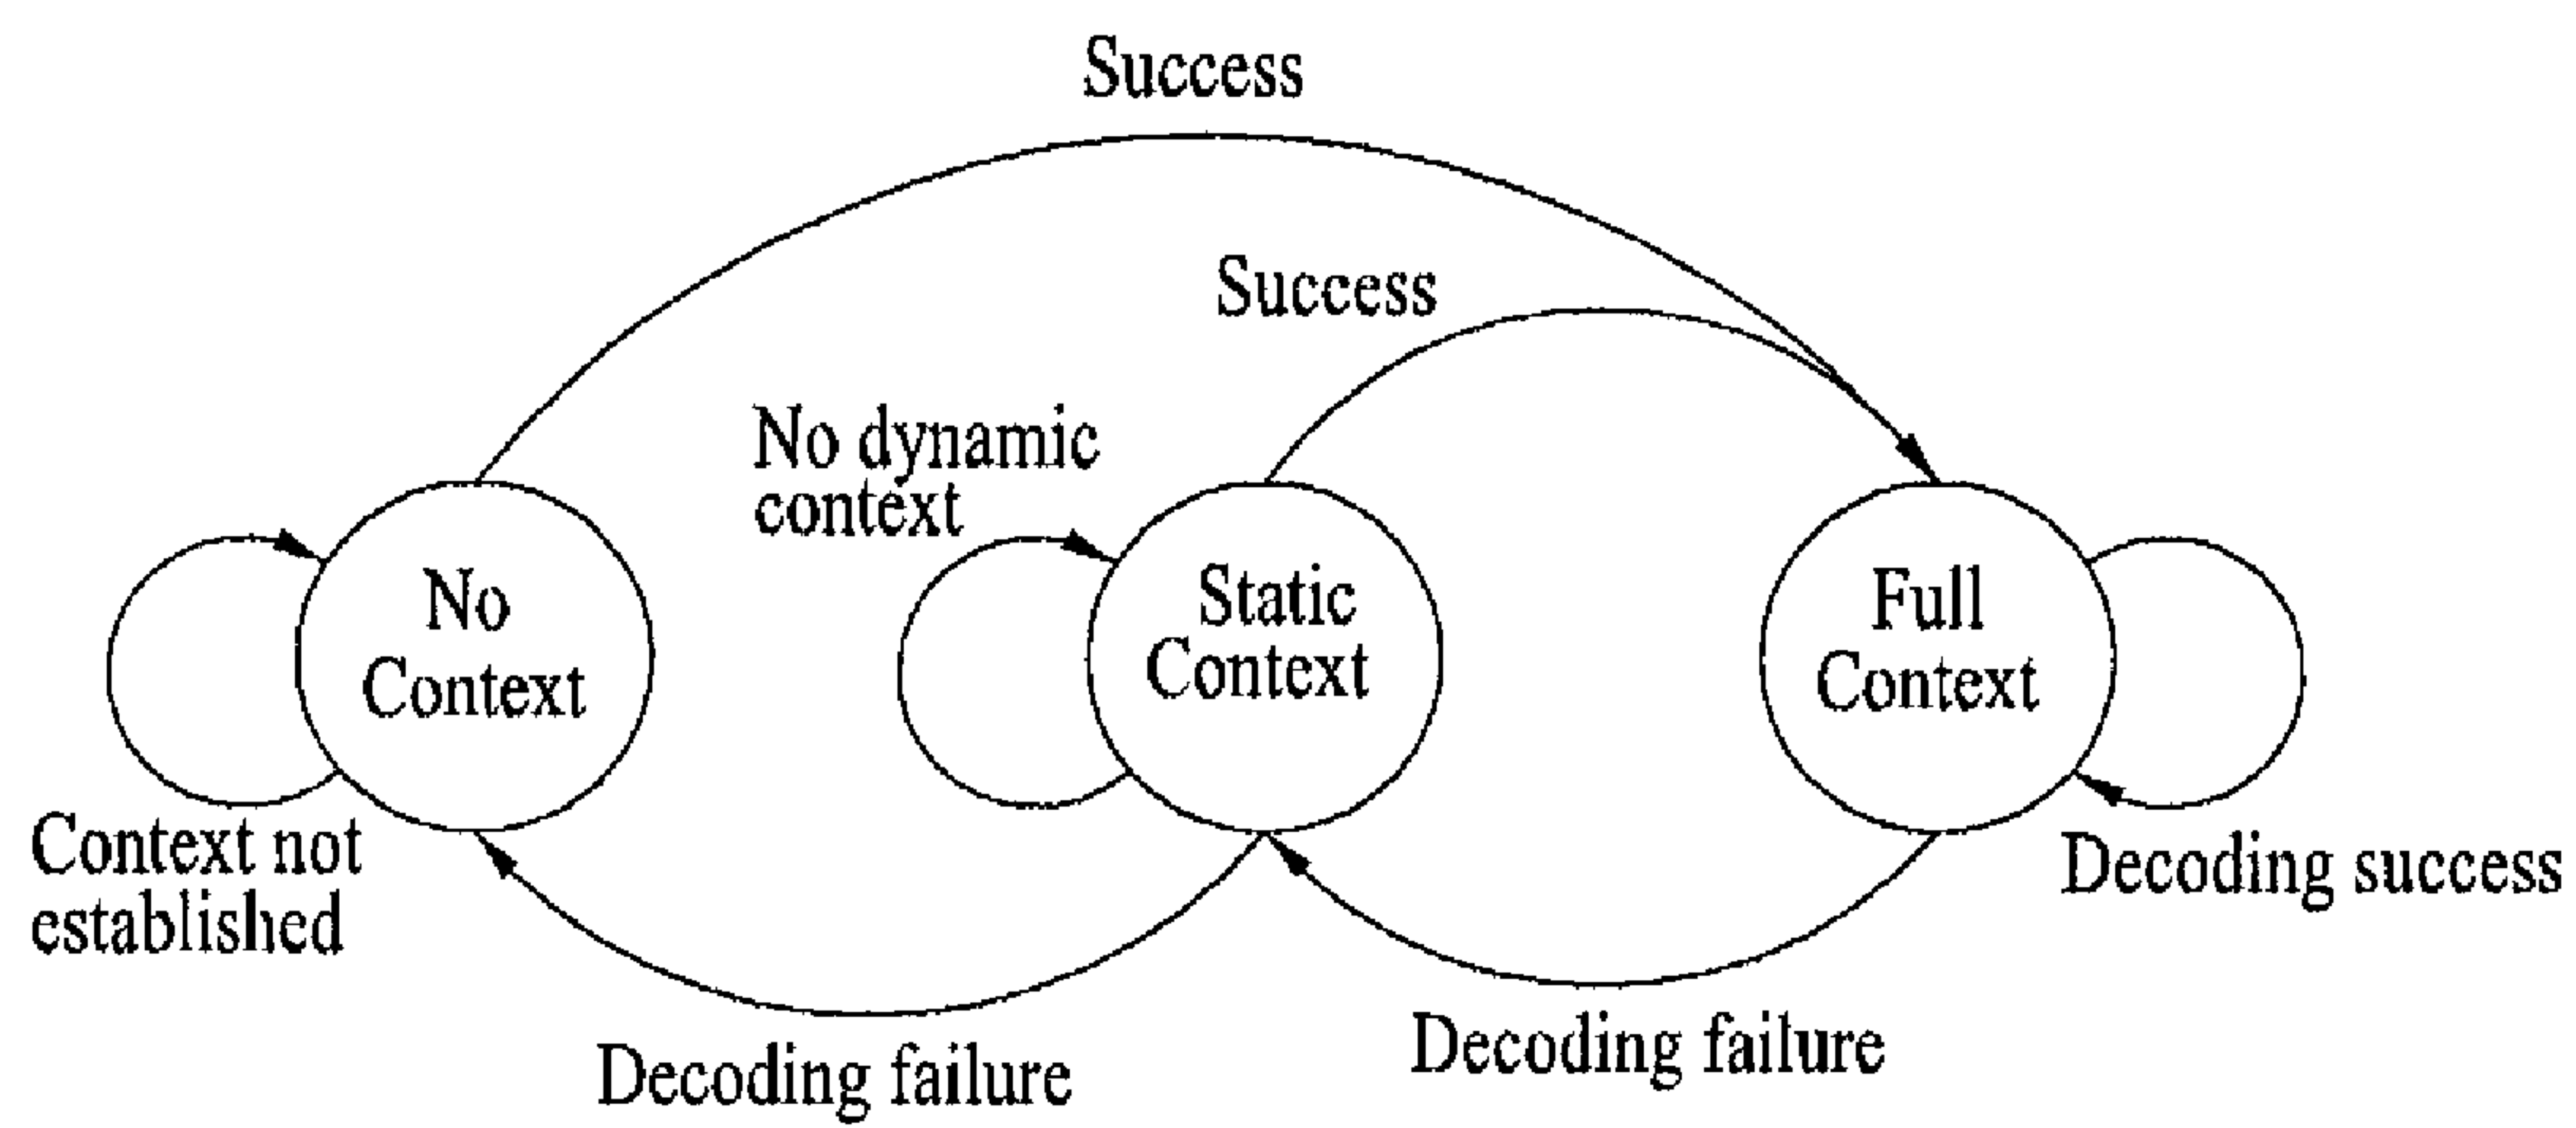 Success
Success
No dynamic
context
No
Context
Static
Context
Full
Context
Context not
established
Decoding success
Decoding failure
Decoding failure